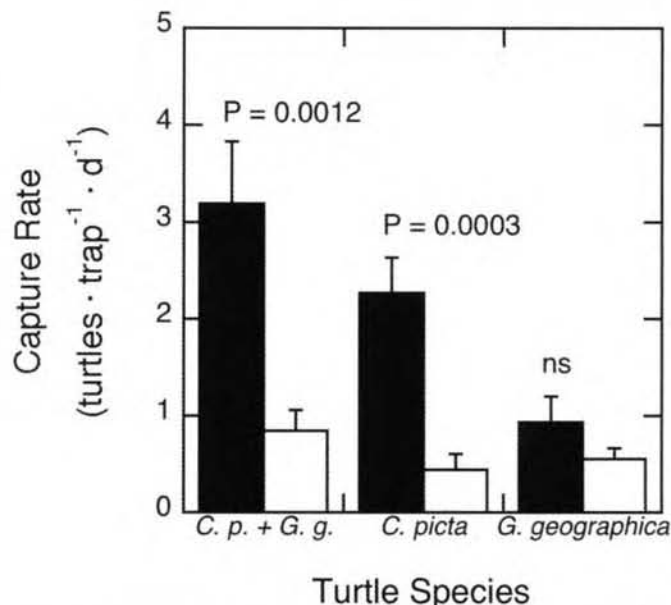 5
P = 0.0012
4
P = 0.0003
3
2
ns
1
0
C. p. + G. g. C. picta G. geographica
Turtle Species
Capture Rate
(turtles · trap⁻¹ · d⁻¹)